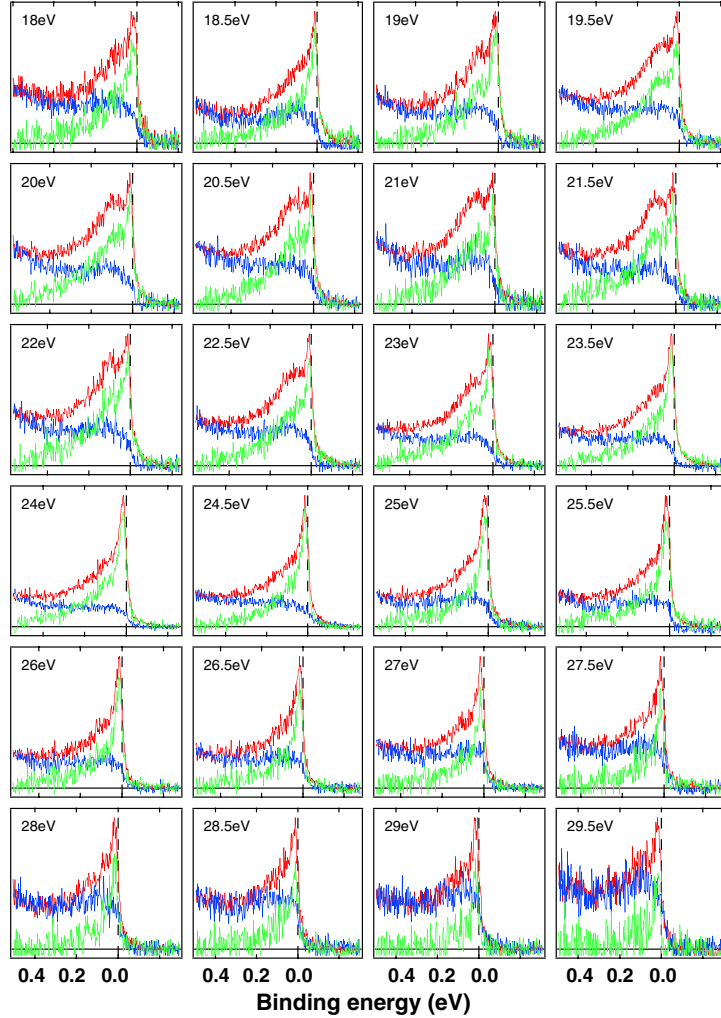 18eV 18.5eV 19eV 19.5eV
20eV 20.5eV 21eV 21.5eV
22eV 22.5eV 23eV 23.5eV
24eV 24.5eV 25eV 25.5eV
26eV 26.5eV 27eV 27.5eV
28eV 28.5eV 29eV 29.5eV
0.4 0.2 0.0 0.4 0.2 0.0 0.4 0.2 0.0 0.4 0.2 0.0
Binding energy (eV)